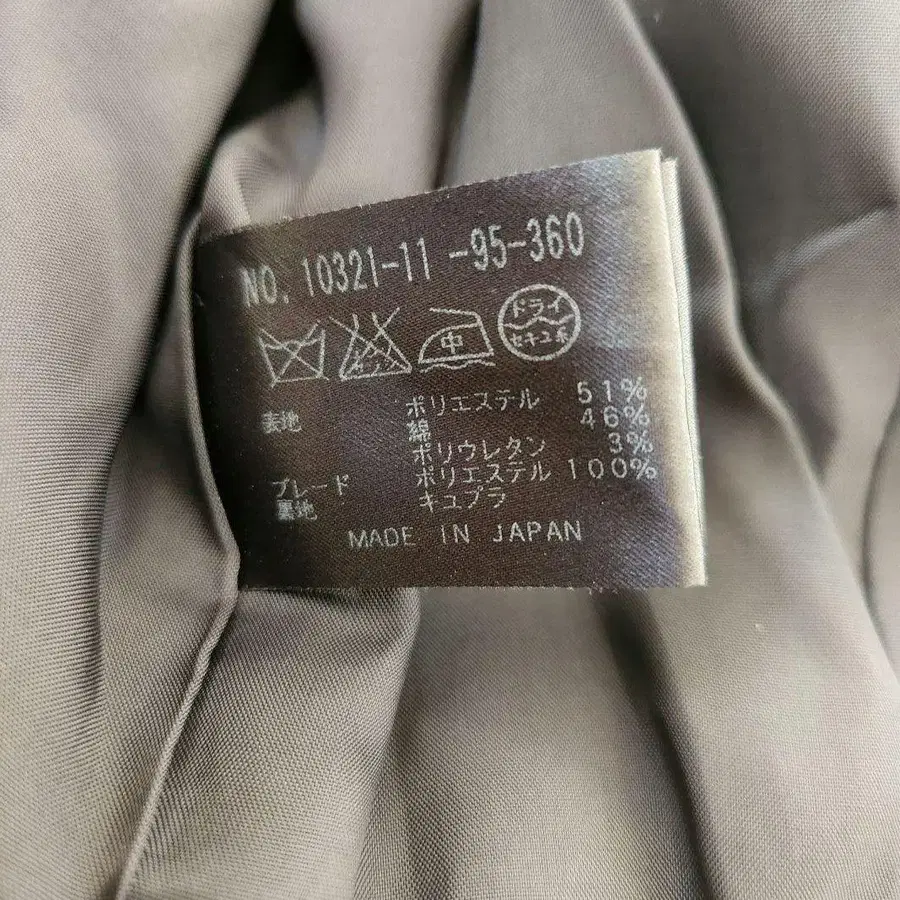 NO. 10321-11 -95-360
中 ドライ
セキユ系
表地 ポリエステル 51%
綿 46%
ポリウレタン 3%
ブレード ポリエステル 100%
裏地 キュプラ
MADE IN JAPAN